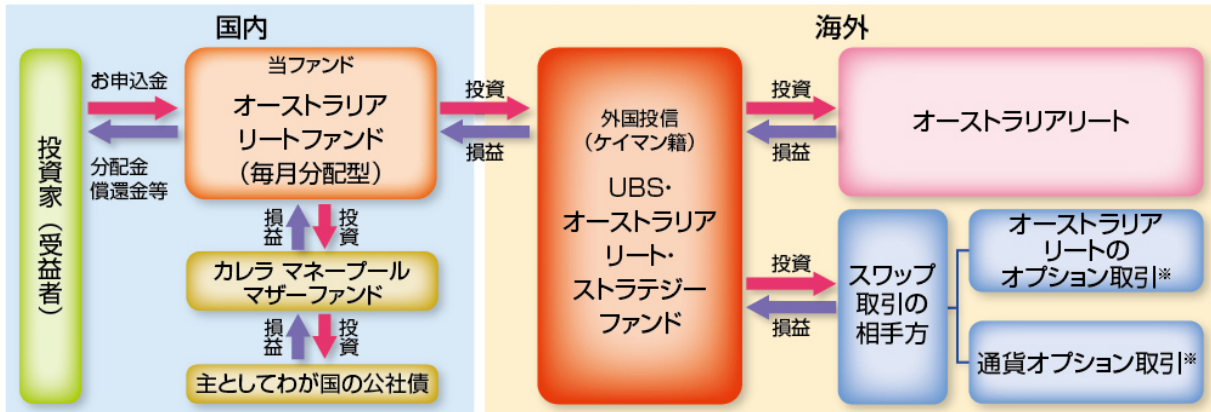 国内
投資家（受益者）
お申込金
分配金
償還金等
当ファンド
オーストラリア
リートファンド
（毎月分配型）
損益
投資
カレラ マネープール
マザーファンド
損益
投資
主としてわが国の公社債
投資
損益
海外
外国投信
（ケイマン籍）
UBS・
オーストラリア
リート・
ストラテジー
ファンド
投資
損益
オーストラリアリート
投資
損益
スワップ
取引の
相手方
オーストラリア
リートの
オプション取引※
通貨オプション取引※